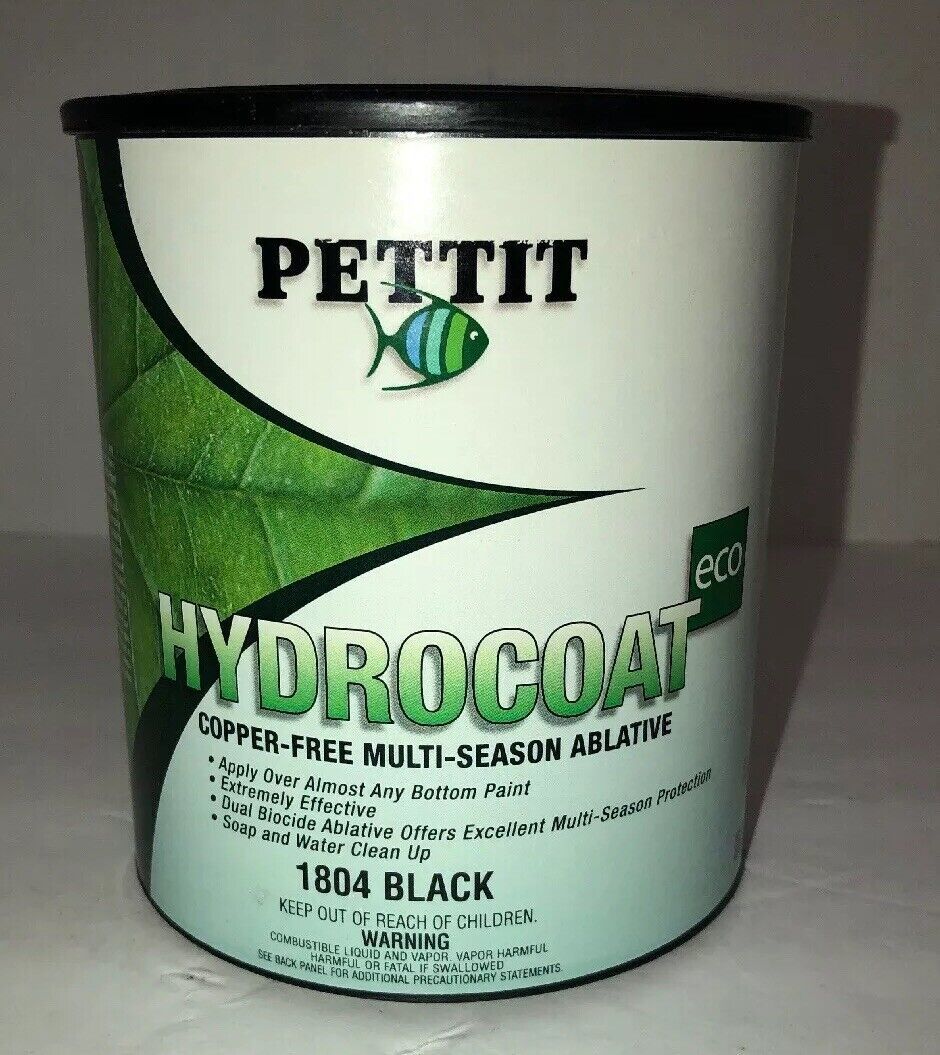 PETTIT
eco
HYDROCOAT
COPPER-FREE MULTI-SEASON ABLATIVE
• Apply Over Almost Any Bottom Paint
• Extremely Effective
• Dual Biocide Ablative Offers Excellent Multi-Season Protection
• Soap and Water Clean Up
1804 BLACK
KEEP OUT OF REACH OF CHILDREN.
WARNING
COMBUSTIBLE LIQUID AND VAPOR. VAPOR HARMFUL
HARMFUL OR FATAL IF SWALLOWED
SEE BACK PANEL FOR ADDITIONAL PRECAUTIONARY STATEMENTS.